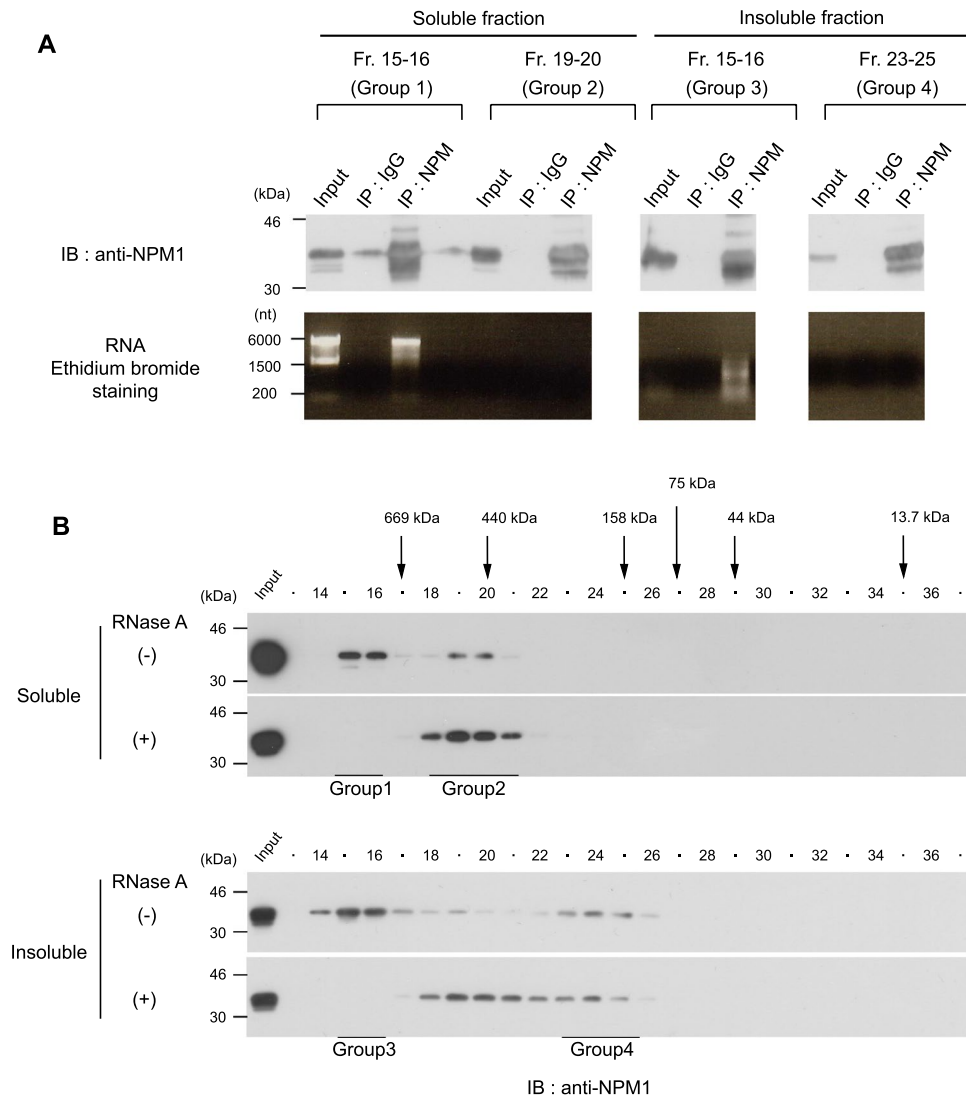 A
Soluble fraction Insoluble fraction
Fr. 15-16 Fr. 19-20 Fr. 15-16 Fr. 23-25
(Group 1) (Group 2) (Group 3) (Group 4)
Input IP : IgG IP : NPM Input IP : IgG IP : NPM Input IP : IgG IP : NPM Input IP : IgG IP : NPM
(kDa)
46
IB : anti-NPM1
30
(nt)
6000
RNA
1500
Ethidium bromide
staining
200
B
75 kDa
669 kDa 440 kDa 158 kDa 44 kDa 13.7 kDa
(kDa) Input · 14 · 16 · 18 · 20 · 22 · 24 · 26 · 28 · 30 · 32 · 34 · 36 ·
RNase A
46
(-)
30
Soluble
46
(+)
30
Group1 Group2
(kDa) Input · 14 · 16 · 18 · 20 · 22 · 24 · 26 · 28 · 30 · 32 · 34 · 36 ·
RNase A
46
(-)
30
Insoluble
46
(+)
30
Group3 Group4
IB : anti-NPM1